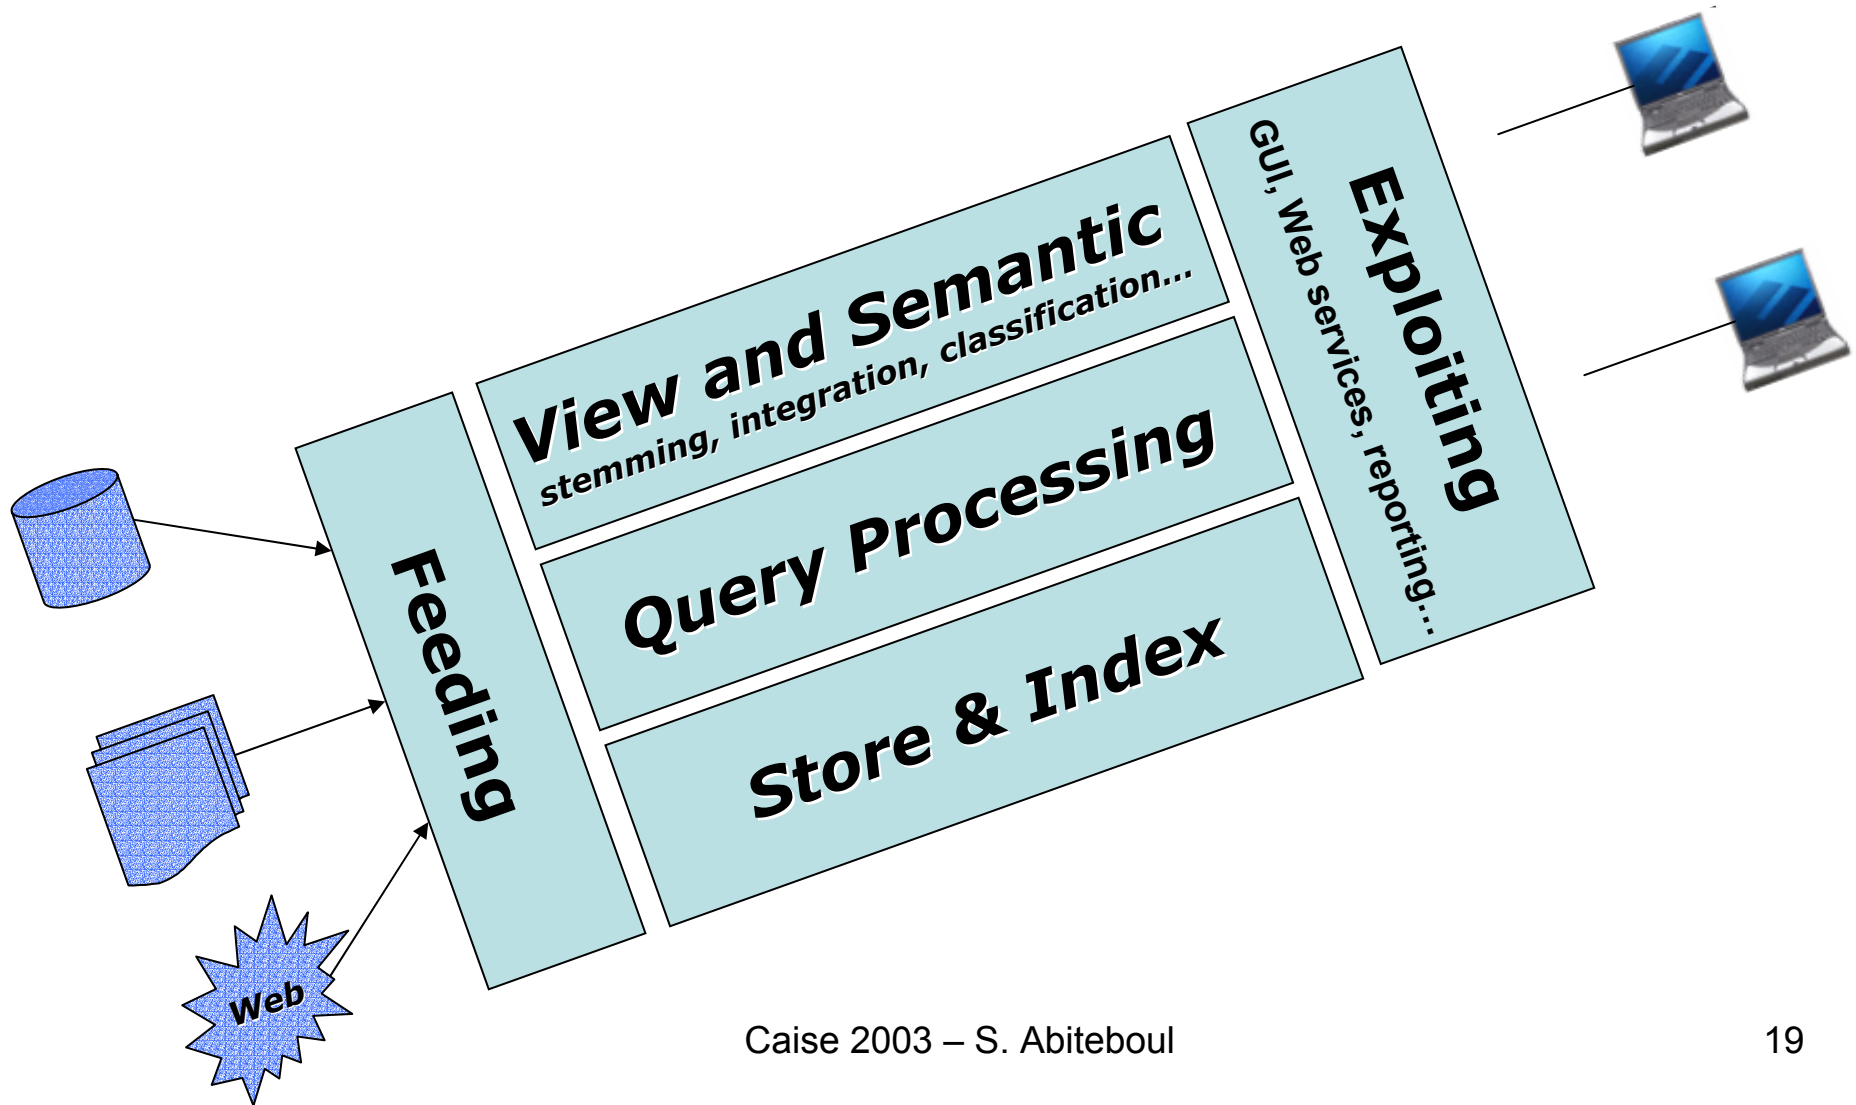 View and Semantic
stemming, integration, classification...
Query Processing
Store & Index
Feeding
Exploiting
GUI, Web services, reporting...
Web
Caise 2003 – S. Abiteboul
19